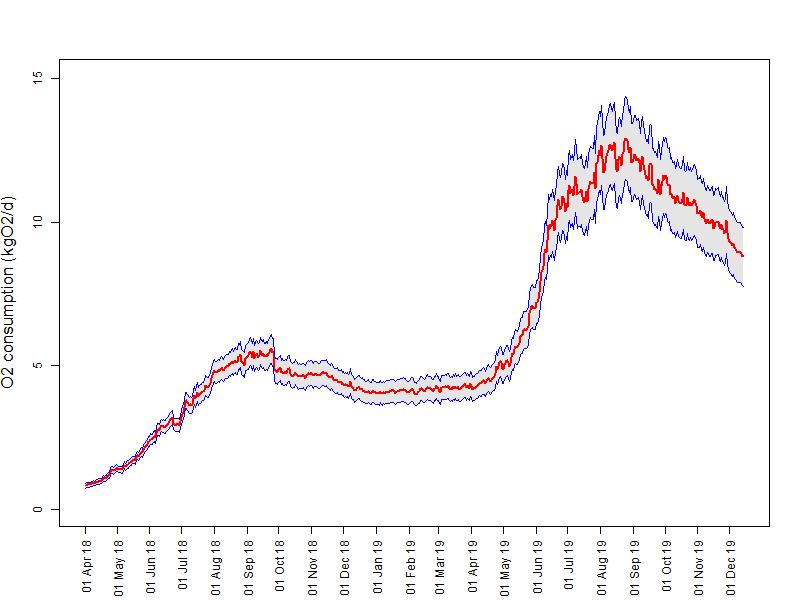 O2 consumption (kgO2/d)
15
10
5
0
01 Apr 18
01 May 18
01 Jun 18
01 Jul 18
01 Aug 18
01 Sep 18
01 Oct 18
01 Nov 18
01 Dec 18
01 Jan 19
01 Feb 19
01 Mar 19
01 Apr 19
01 May 19
01 Jun 19
01 Jul 19
01 Aug 19
01 Sep 19
01 Oct 19
01 Nov 19
01 Dec 19